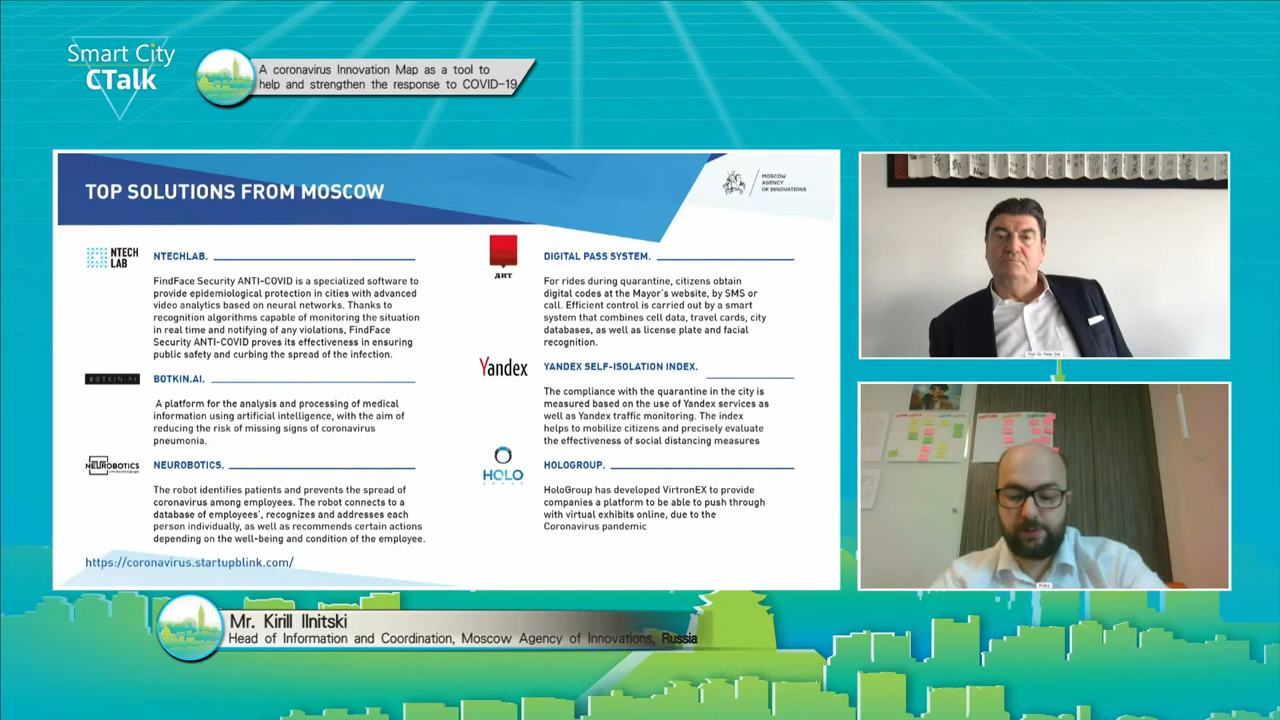 Smart City
CTalk
A coronavirus Innovation Map as a tool to
help and strengthen the response to COVID-19
TOP SOLUTIONS FROM MOSCOW
MOSCOW
AGENCY
OF INNOVATIONS
NTECH
LAB
NTECHLAB.
FindFace Security ANTI-COVID is a specialized software to
provide epidemiological protection in cities with advanced
video analytics based on neural networks. Thanks to
recognition algorithms capable of monitoring the situation
in real time and notifying of any violations, FindFace
Security ANTI-COVID proves its effectiveness in ensuring
public safety and curbing the spread of the infection.
BOTKIN.AI
BOTKIN.AI.
A platform for the analysis and processing of medical
information using artificial intelligence, with the aim of
reducing the risk of missing signs of coronavirus
pneumonia.
NEUROBOTICS
NEUROBOTICS.
The robot identifies patients and prevents the spread of
coronavirus among employees. The robot connects to a
database of employees', recognizes and addresses each
person individually, as well as recommends certain actions
depending on the well-being and condition of the employee.
https://coronavirus.startupblink.com/
ДИТ
DIGITAL PASS SYSTEM.
For rides during quarantine, citizens obtain
digital codes at the Mayor's website, by SMS or
call. Efficient control is carried out by a smart
system that combines cell data, travel cards, city
databases, as well as license plate and facial
recognition.
Yandex
YANDEX SELF-ISOLATION INDEX.
The compliance with the quarantine in the city is
measured based on the use of Yandex services as
well as Yandex traffic monitoring. The index
helps to mobilize citizens and precisely evaluate
the effectiveness of social distancing measures
HOLO
GROUP
HOLOGROUP.
HoloGroup has developed VirtronEX to provide
companies a platform to be able to push through
with virtual exhibits online, due to the
Coronavirus pandemic
Mr. Kirill Ilnitski
Head of Information and Coordination, Moscow Agency of Innovations, Russia